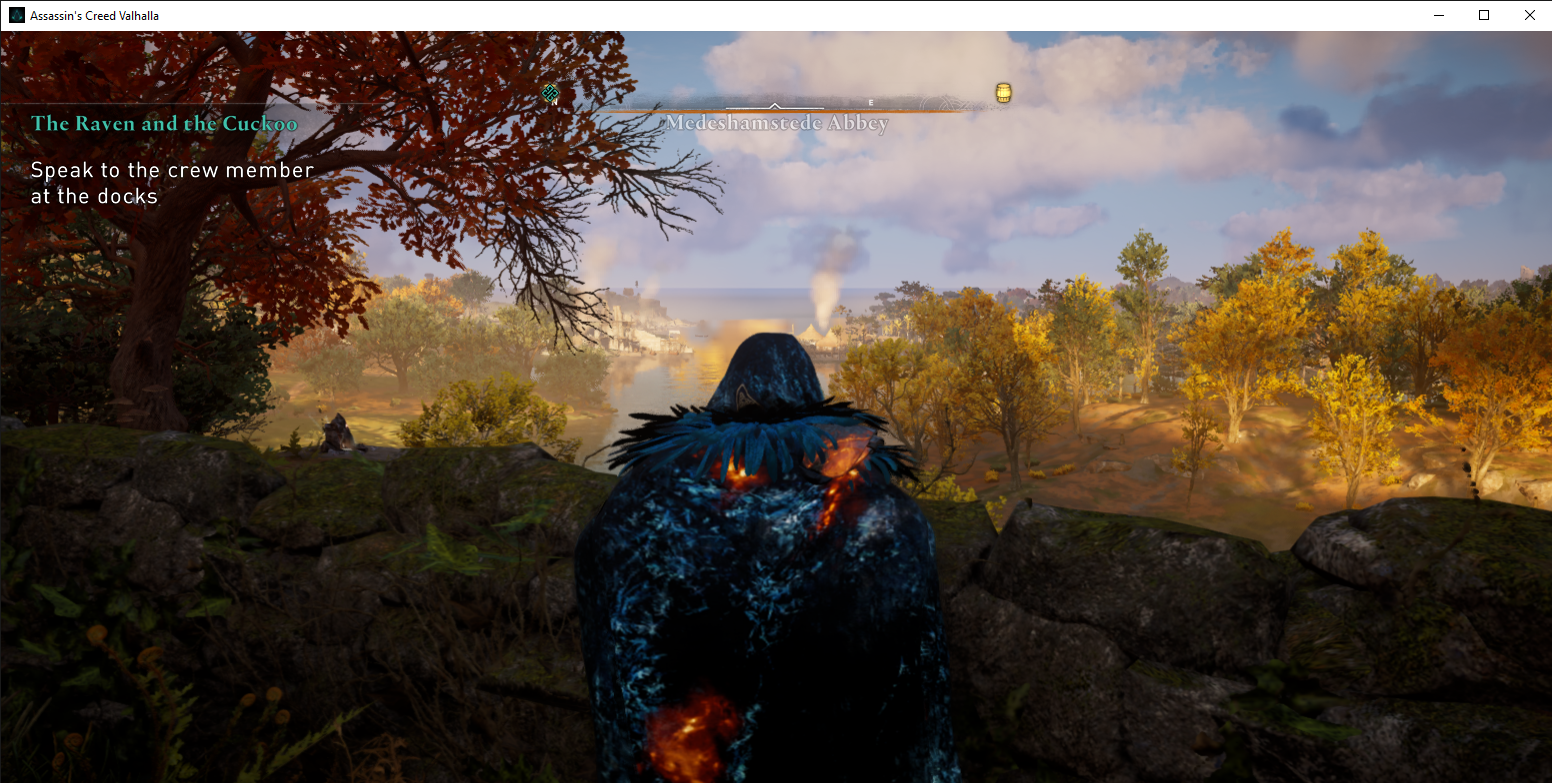 Assassin's Creed Valhalla
E
The Raven and the Cuckoo
Medeshamstede Abbey
Speak to the crew member
at the docks